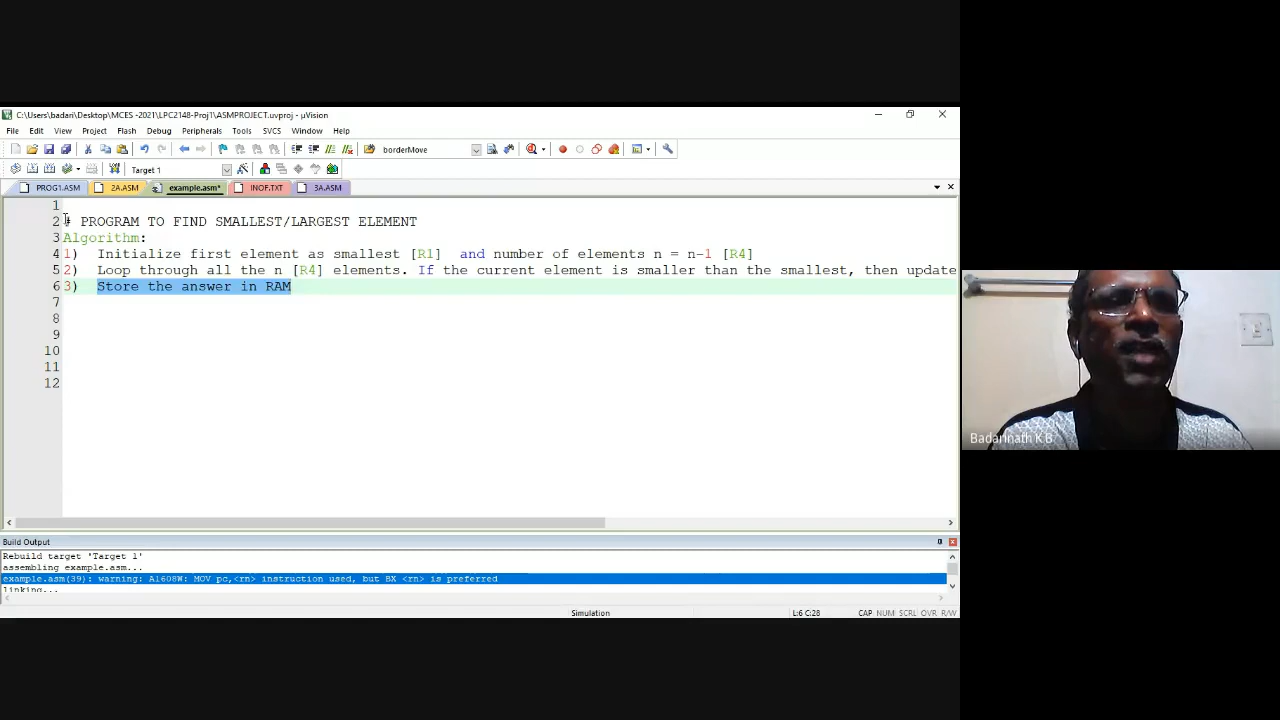 C:\Users\badari\Desktop\MCES -2021\LPC2148-Proj1\ASMPROJECT.uvproj - µVision
File Edit View Project Flash Debug Peripherals Tools SVCS Window Help
borderMove
Target 1
PROG1.ASM 2A.ASM example.asm* INOF.TXT 3A.ASM
1
2 # PROGRAM TO FIND SMALLEST/LARGEST ELEMENT
3 Algorithm:
4 1) Initialize first element as smallest [R1] and number of elements n = n-1 [R4]
5 2) Loop through all the n [R4] elements. If the current element is smaller than the smallest, then update
6 3) Store the answer in RAM
7
8
9
10
11
12
Badarinath K B
Build Output
Rebuild target 'Target 1'
assembling example.asm...
example.asm(39): warning: A1608W: MOV pc,<rn> instruction used, but BX <rn> is preferred
linking...
Simulation L:6 C:28 CAP NUM SCRL OVR R/W